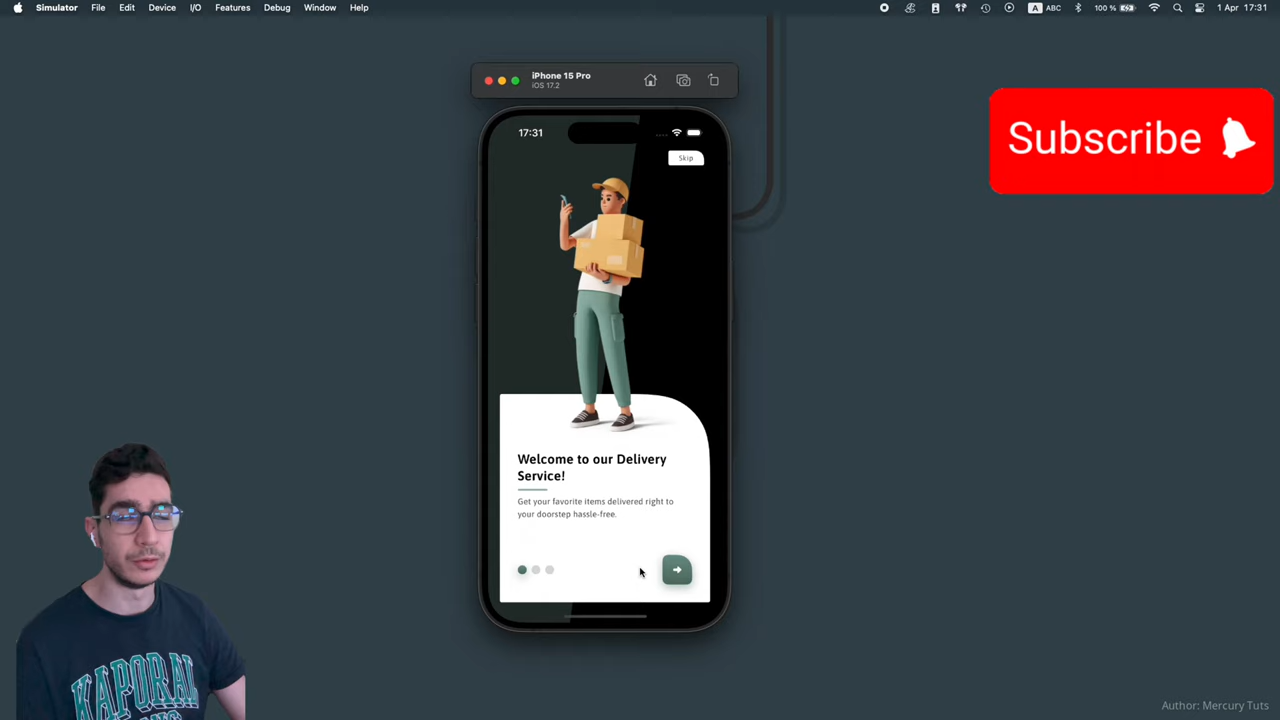 Simulator File Edit Device I/O Features Debug Window Help
A ABC 100 % 1 Apr 17:31
iPhone 15 Pro
iOS 17.2
Subscribe
17:31
Skip
Welcome to our Delivery
Service!
Get your favorite items delivered right to
your doorstep hassle-free.
KAPORAL
Author: Mercury Tuts